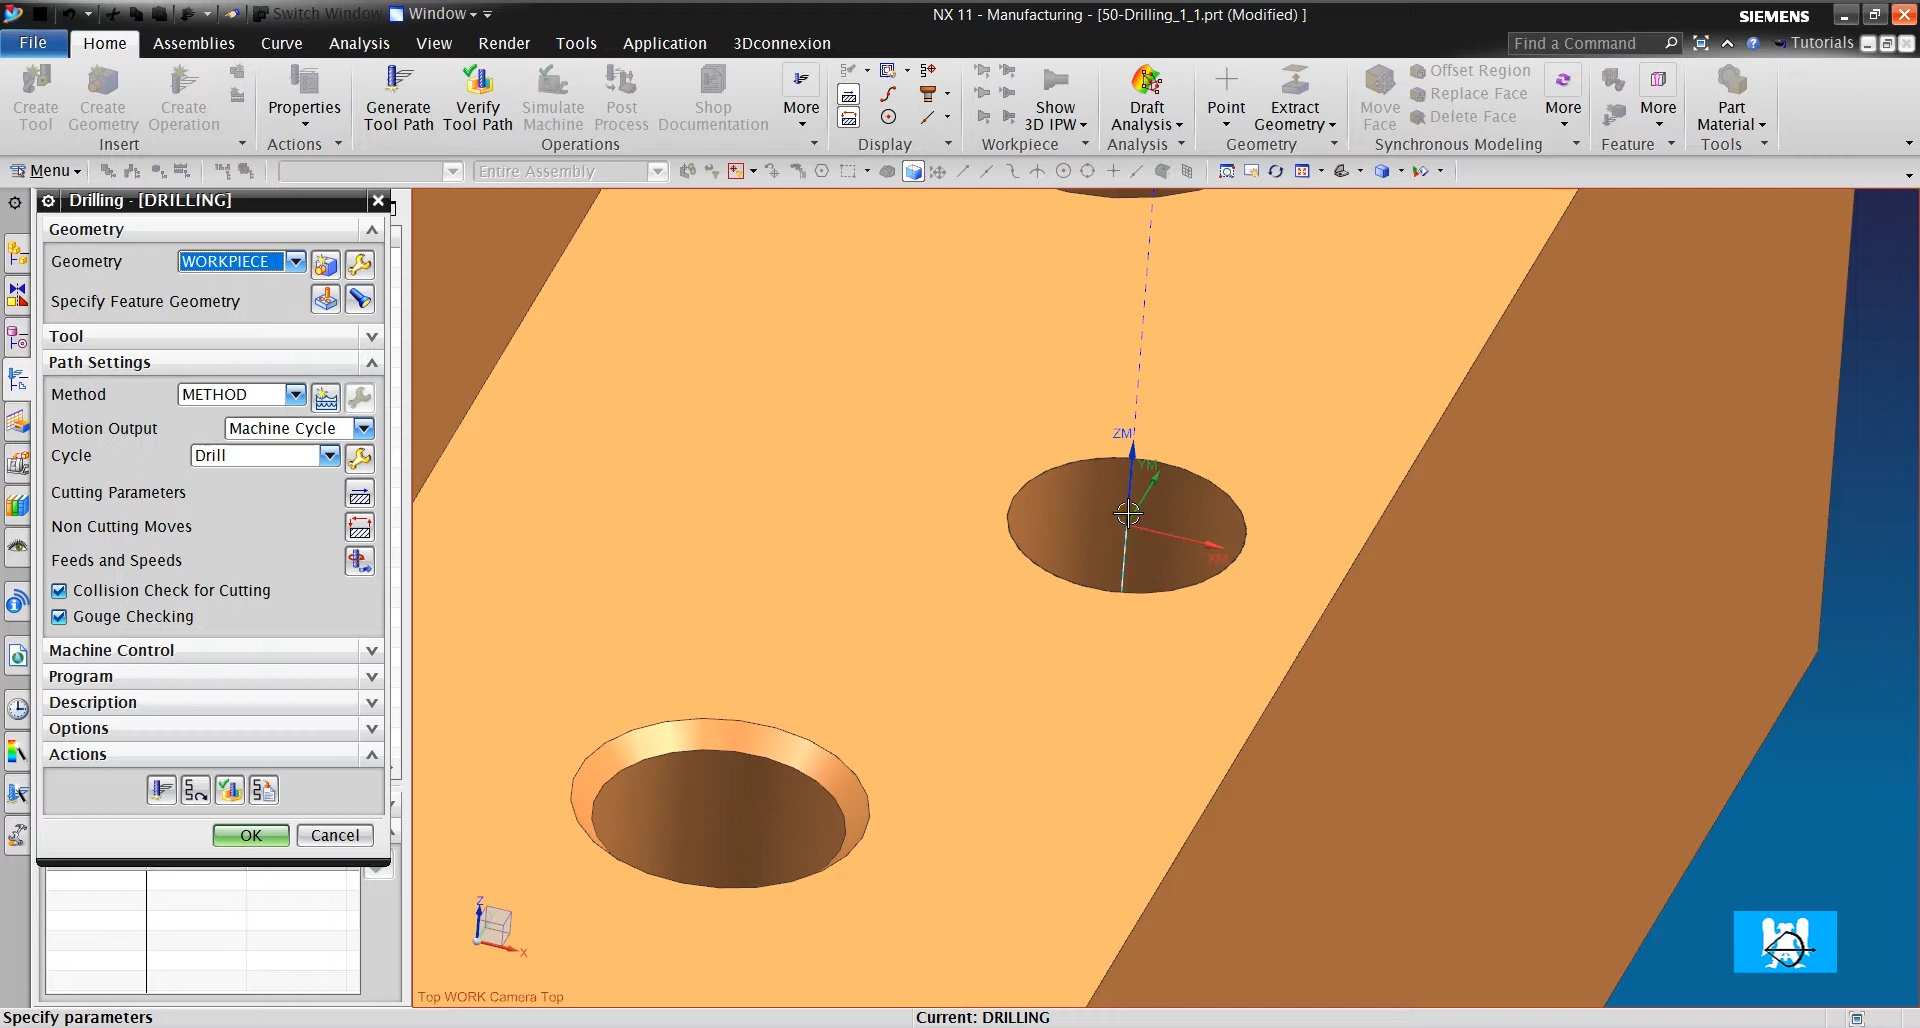 Switch Window Window
NX 11 - Manufacturing - [50-Drilling_1_1.prt (Modified) ]
SIEMENS
File Home Assemblies Curve Analysis View Render Tools Application 3Dconnexion
Find a Command
Tutorials
Create Tool
Create Geometry
Create Operation
Insert
Properties
Actions
Generate Tool Path
Verify Tool Path
Simulate Machine
Post Process
Shop Documentation
More
Operations
Display
Show 3D IPW
Workpiece
Draft Analysis
Analysis
Point
Extract Geometry
Geometry
Move Face
Offset Region
Replace Face
Delete Face
More
Synchronous Modeling
More
Feature
Part Material
Tools
Menu
Entire Assembly
Drilling - [DRILLING]
Geometry
Geometry WORKPIECE
Specify Feature Geometry
Tool
Path Settings
Method METHOD
Motion Output Machine Cycle
Cycle Drill
Cutting Parameters
Non Cutting Moves
Feeds and Speeds
Collision Check for Cutting
Gouge Checking
Machine Control
Program
Description
Options
Actions
OK Cancel
ZM
YM
XM
Z
X
Top WORK Camera Top
Specify parameters
Current: DRILLING